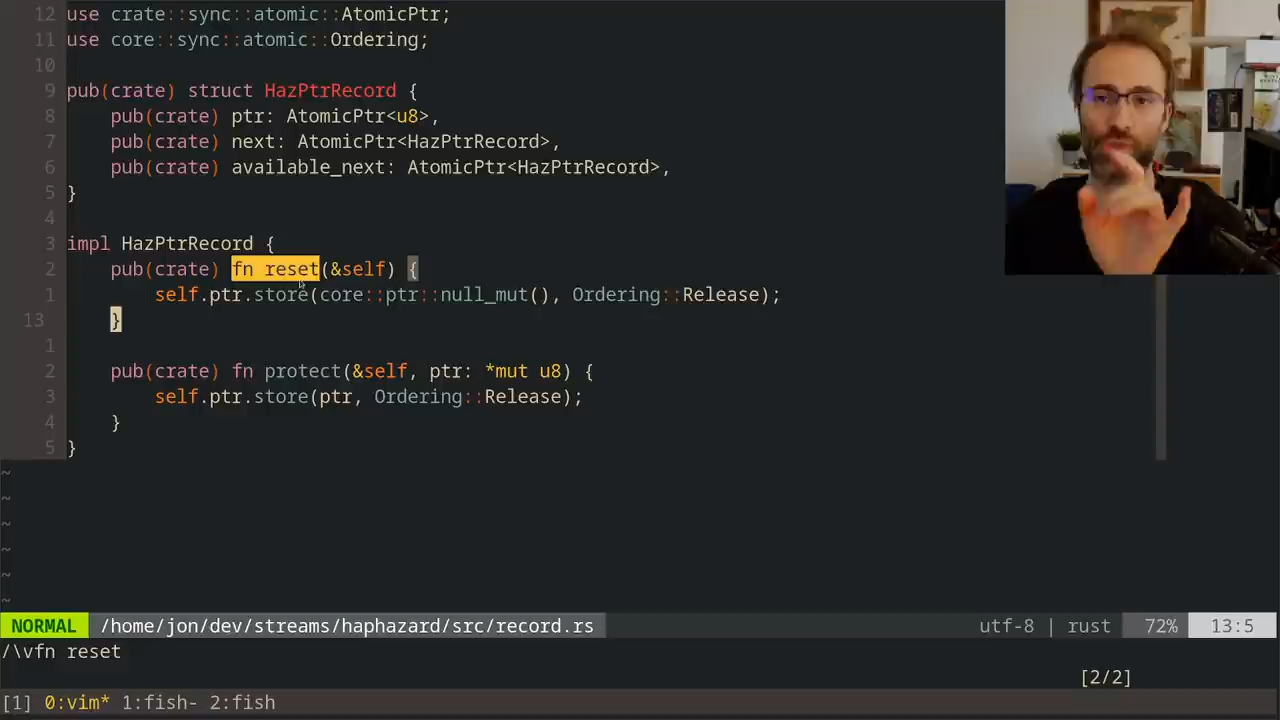 12 use crate::sync::atomic::AtomicPtr;
11 use core::sync::atomic::Ordering;
10
9 pub(crate) struct HazPtrRecord {
8     pub(crate) ptr: AtomicPtr<u8>,
7     pub(crate) next: AtomicPtr<HazPtrRecord>,
6     pub(crate) available_next: AtomicPtr<HazPtrRecord>,
5 }
4
3 impl HazPtrRecord {
2     pub(crate) fn reset(&self) {
1         self.ptr.store(core::ptr::null_mut(), Ordering::Release);
13     }
1
2     pub(crate) fn protect(&self, ptr: *mut u8) {
3         self.ptr.store(ptr, Ordering::Release);
4     }
5 }
~
~
~
~
~
~
NORMAL /home/jon/dev/streams/haphazard/src/record.rs utf-8 | rust 72% 13:5
/\vfn reset
[2/2]
[1] 0:vim* 1:fish- 2:fish